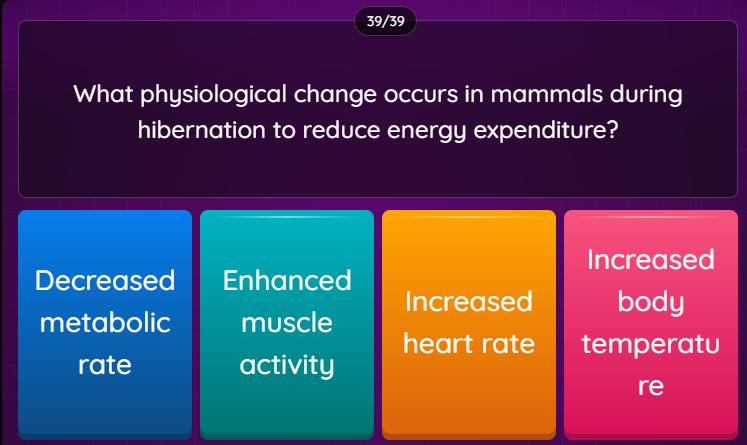 39/39
What physiological change occurs in mammals during
hibernation to reduce energy expenditure?
Decreased
metabolic
rate
Enhanced
muscle
activity
Increased
heart rate
Increased
body
temperatu
re